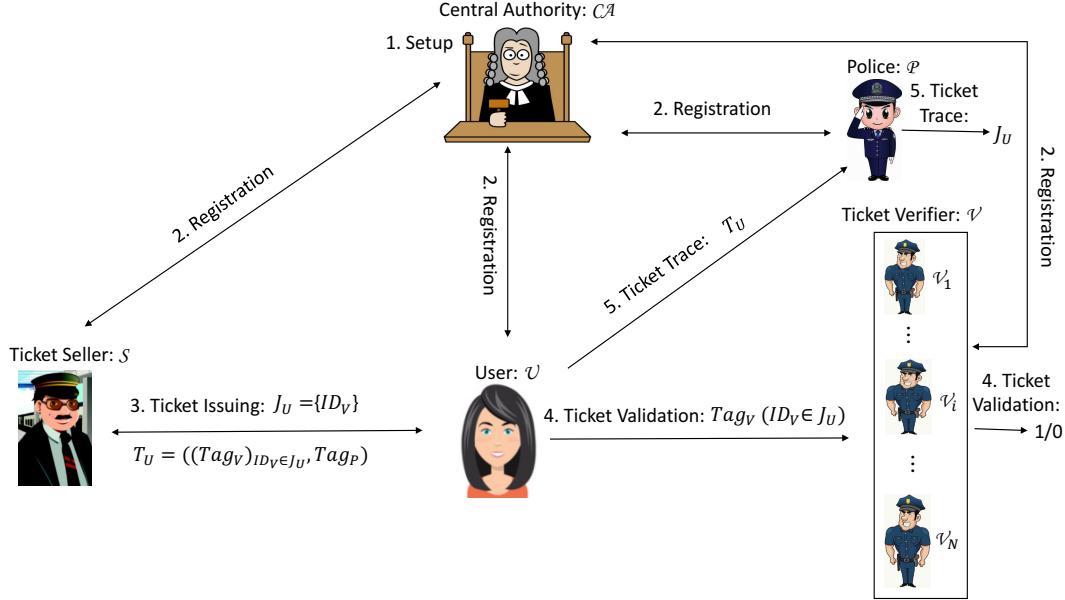 Central Authority: 𝒞𝒜
1. Setup
Police: 𝒫
5. Ticket
Trace:
J_U
2. Registration
2. Registration
2. Registration
2. Registration
Ticket Verifier: 𝒱
𝒱_1
⋮
5. Ticket Trace: T_U
Ticket Seller: 𝒮
User: 𝒰
3. Ticket Issuing: J_U ={ID_V}
T_U = ((Tag_V)_{ID_V∈J_U}, Tag_P)
4. Ticket Validation: Tag_V (ID_V∈ J_U)
𝒱_i
4. Ticket
Validation:
1/0
⋮
𝒱_N